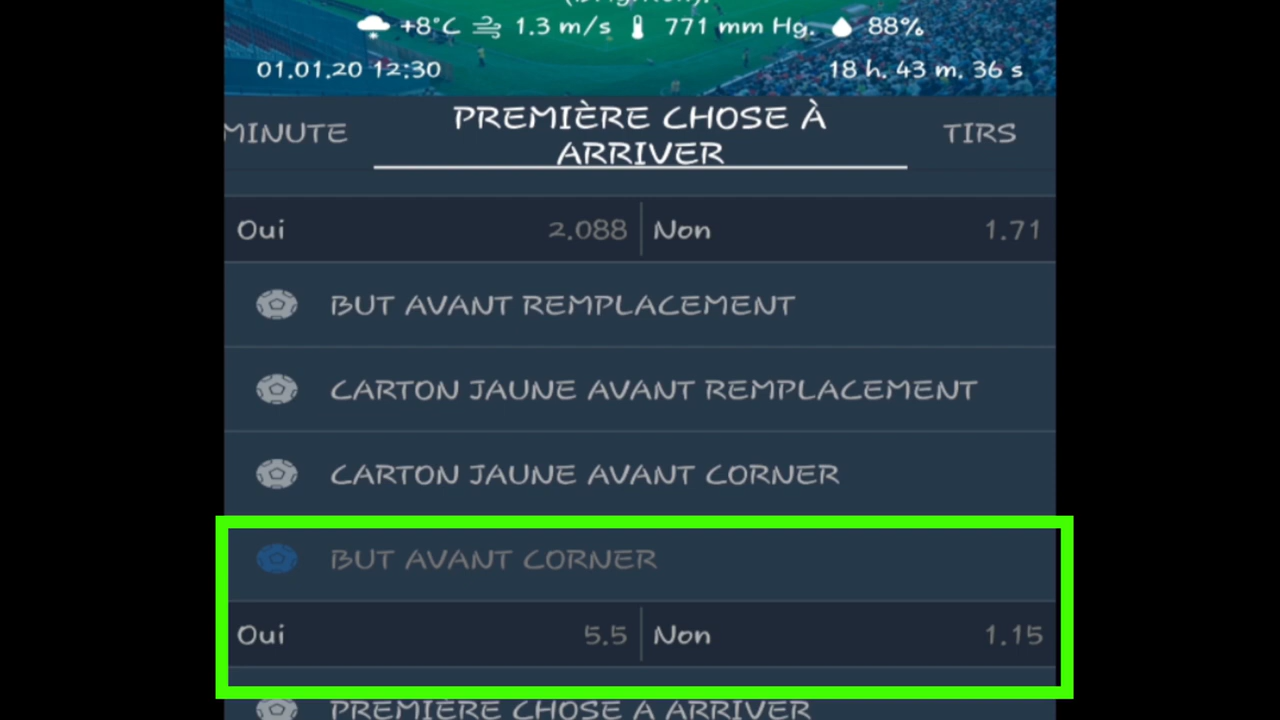 +8°C 1.3 m/s 771 mm Hg. 88%
01.01.20 12:30 18 h. 43 m. 36 s
MINUTE PREMIÈRE CHOSE À ARRIVER TIRS
Oui 2.088 Non 1.71
BUT AVANT REMPLACEMENT
CARTON JAUNE AVANT REMPLACEMENT
CARTON JAUNE AVANT CORNER
BUT AVANT CORNER
Oui 5.5 Non 1.15
PREMIÈRE CHOSE À ARRIVER